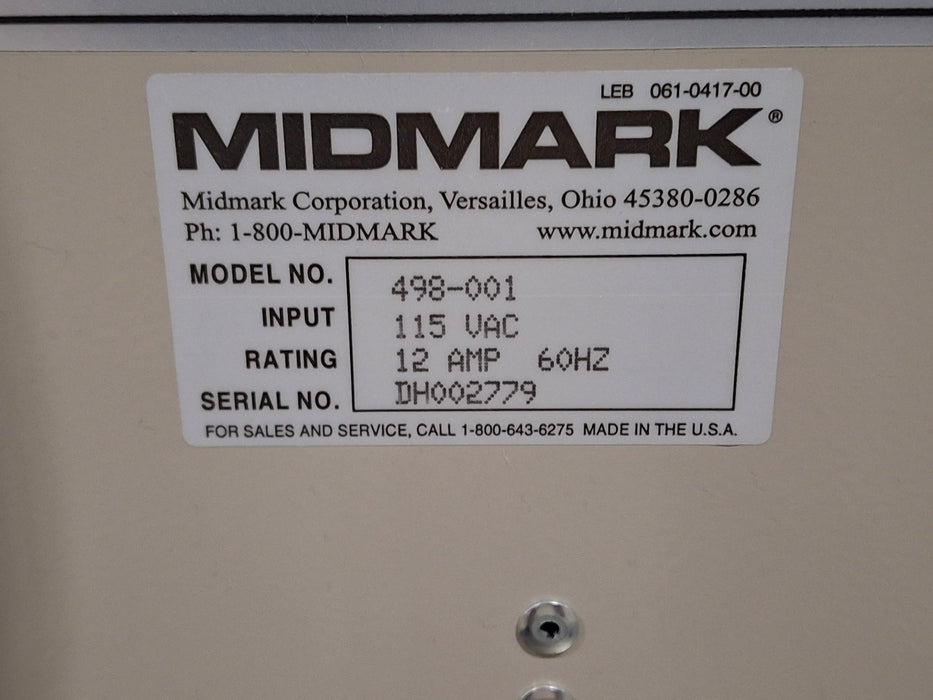 LEB 061-0417-00
MIDMARK®
Midmark Corporation, Versailles, Ohio 45380-0286
Ph: 1-800-MIDMARK www.midmark.com
MODEL NO. 498-001
INPUT 115 VAC
RATING 12 AMP 60HZ
SERIAL NO. DH002779
FOR SALES AND SERVICE, CALL 1-800-643-6275 MADE IN THE U.S.A.